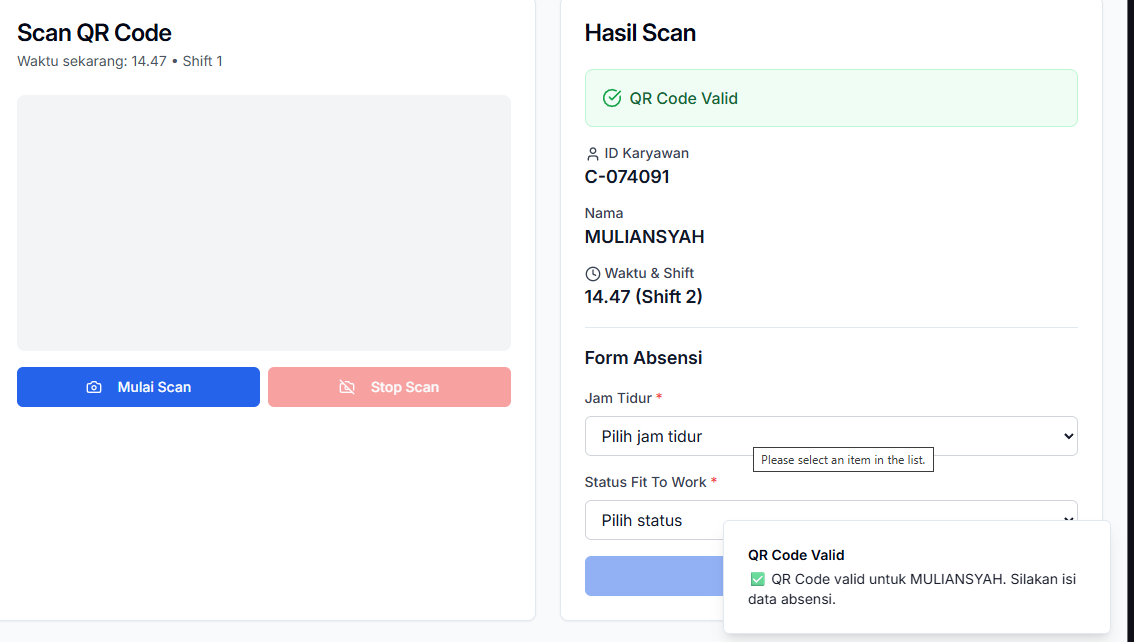 Scan QR Code
Waktu sekarang: 14.47 • Shift 1
Mulai Scan
Stop Scan
Hasil Scan
QR Code Valid
ID Karyawan
C-074091
Nama
MULIANSYAH
Waktu & Shift
14.47 (Shift 2)
Form Absensi
Jam Tidur *
Pilih jam tidur
Please select an item in the list.
Status Fit To Work *
Pilih status
QR Code Valid
✅ QR Code valid untuk MULIANSYAH. Silakan isi
data absensi.